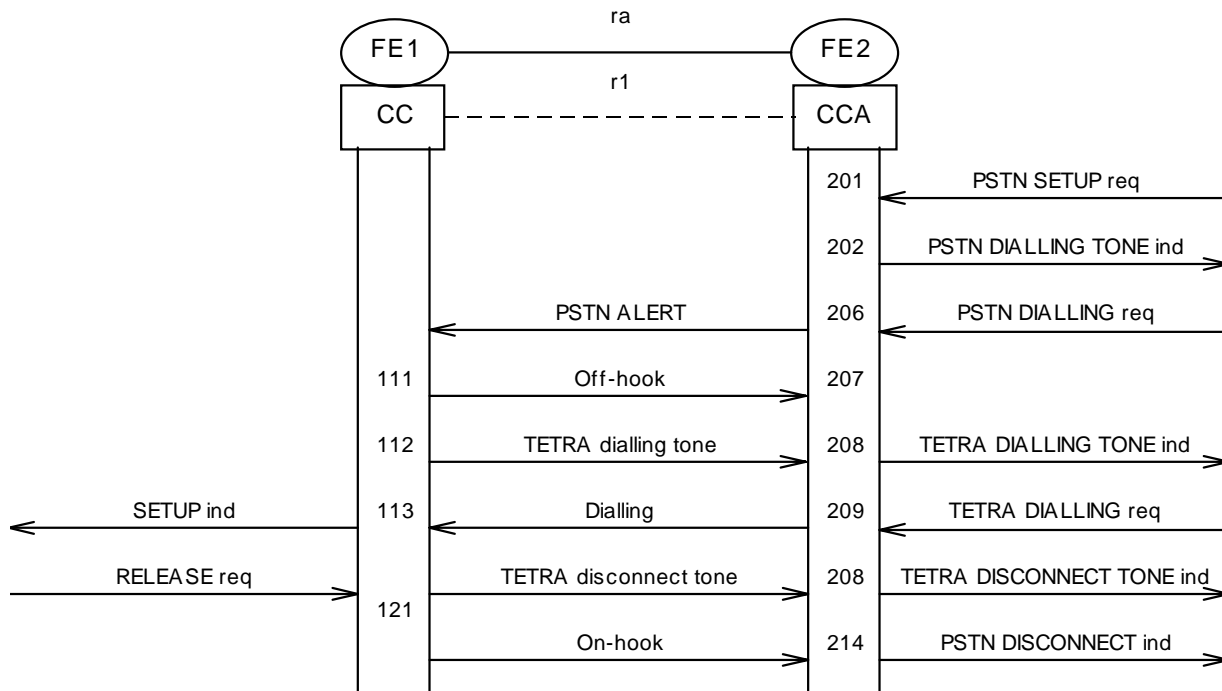 ra
FE1
FE2
r1
CC
CCA
201
PSTN SETUP req
202
PSTN DIALLING TONE ind
PSTN ALERT
206
PSTN DIALLING req
111
Off-hook
207
112
TETRA dialling tone
208
TETRA DIALLING TONE ind
SETUP ind
113
Dialling
209
TETRA DIALLING req
RELEASE req
TETRA disconnect tone
208
TETRA DISCONNECT TONE ind
121
On-hook
214
PSTN DISCONNECT ind